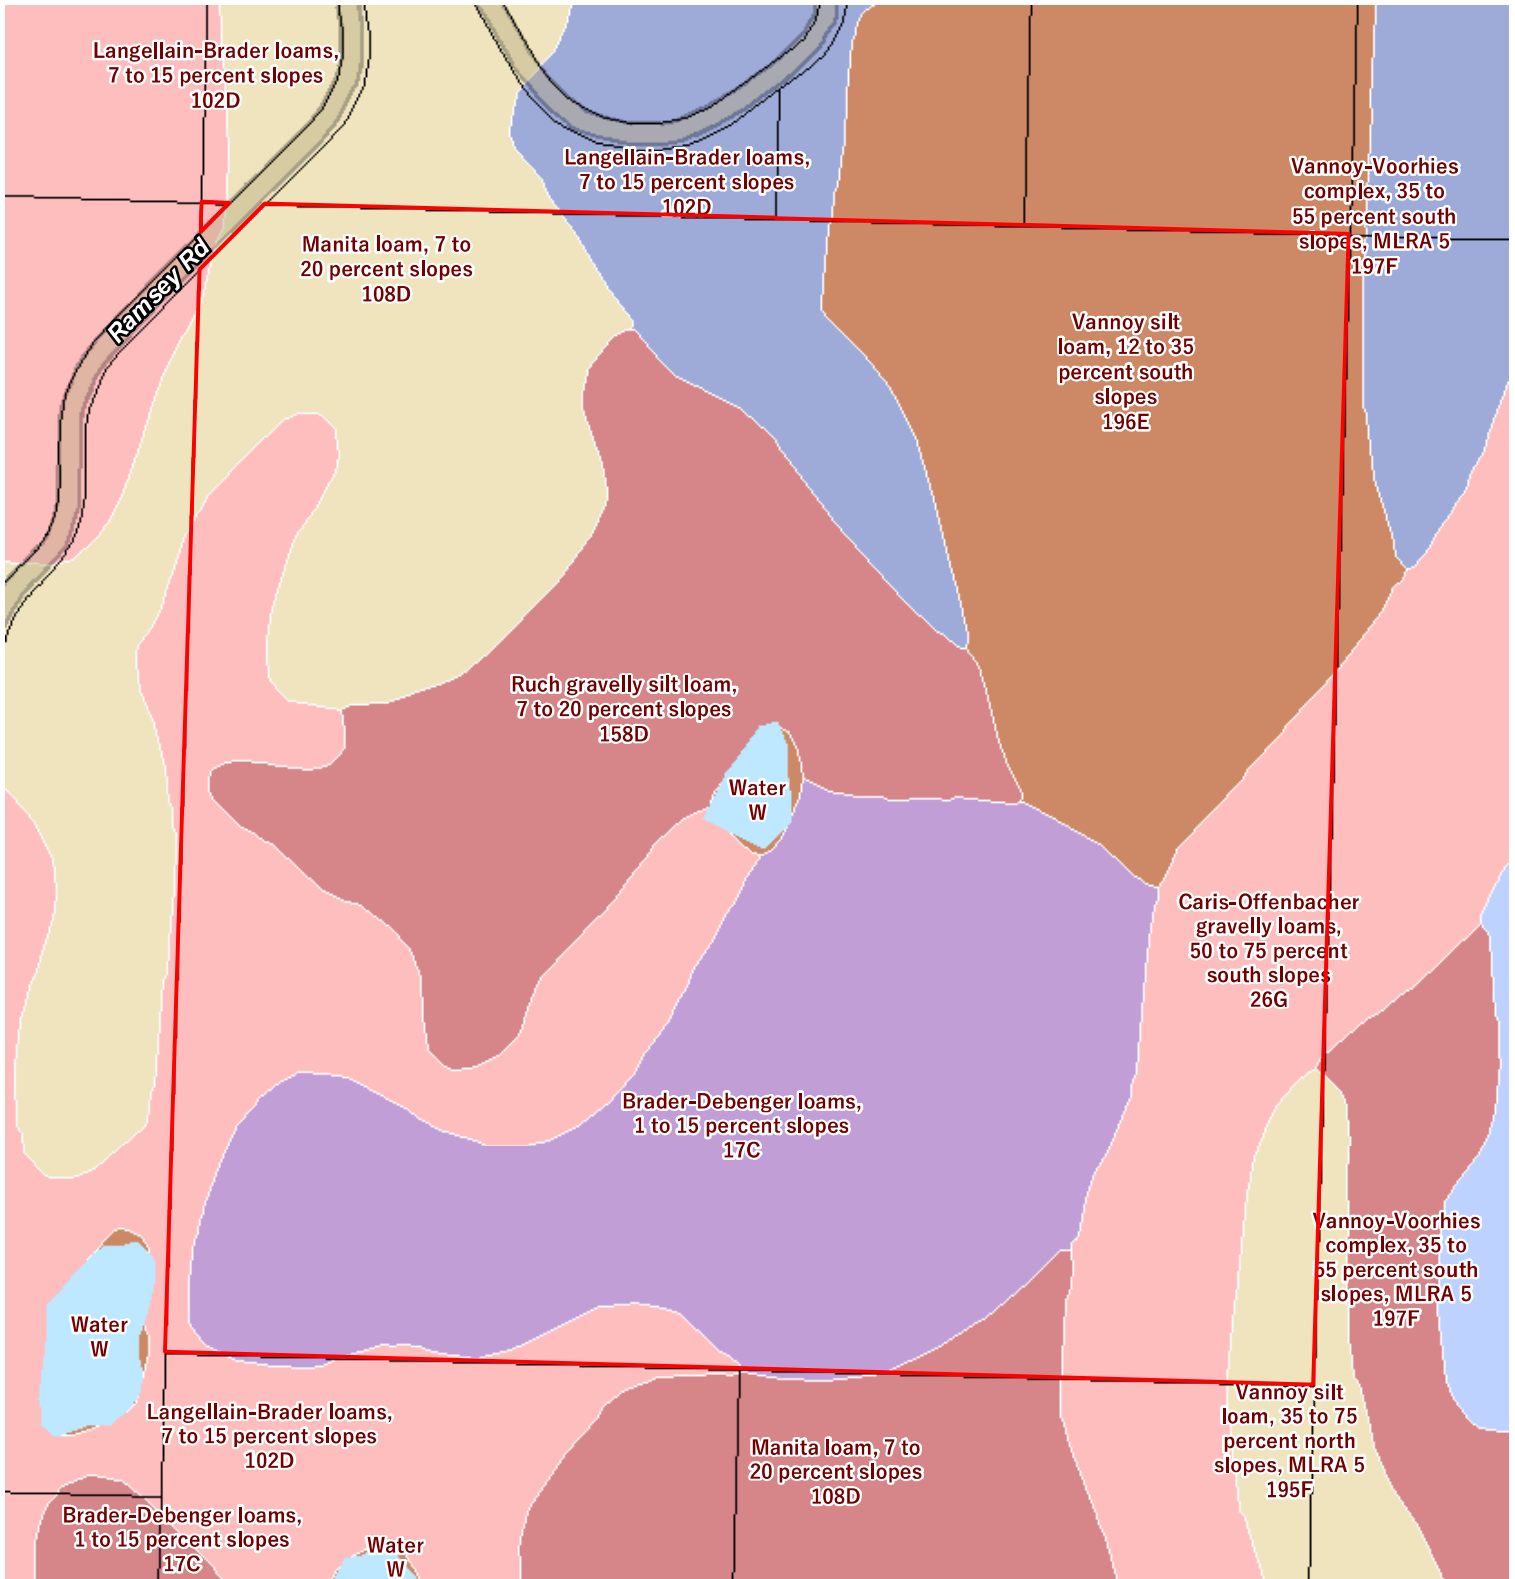 Langellain-Brader loams,
7 to 15 percent slopes
102D
Langellain-Brader loams,
7 to 15 percent slopes
102D
Vannoy-Voorhies
complex, 35 to
55 percent south
slopes, MLRA 5
197F
Ramsey Rd
Manita loam, 7 to
20 percent slopes
108D
Vannoy silt
loam, 12 to 35
percent south
slopes
196E
Ruch gravelly silt loam,
7 to 20 percent slopes
158D
Water
W
Caris-Offenbacher
gravelly loams,
50 to 75 percent
south slopes
26G
Brader-Debenger loams,
1 to 15 percent slopes
17C
Vannoy-Voorhies
complex, 35 to
55 percent south
slopes, MLRA 5
197F
Water
W
Langellain-Brader loams,
7 to 15 percent slopes
102D
Vannoy silt
loam, 35 to 75
percent north
slopes, MLRA 5
195F
Manita loam, 7 to
20 percent slopes
108D
Brader-Debenger loams,
1 to 15 percent slopes
17C
Water
W